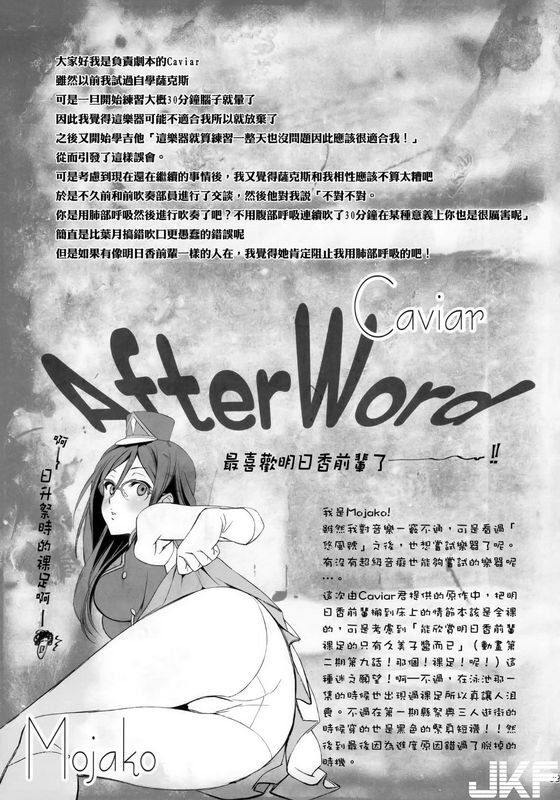 大家好我是負責劇本的Caviar
雖然以前我試過自學薩克斯
可是一旦開始練習大概30分鐘腦子就暈了
因此我覺得這樂器可能不適合我所以就放棄了
之後又開始學吉他「這樂器就算練習一整天也沒問題因此應該很適合我！」
從而引發了這樣誤會。
可是考慮到現在還在繼續的事情後，我又覺得薩克斯和我相性應該不算太糟吧
於是不久前和前吹奏部員進行了交談，然後他對我說「不對不對。
你是用肺部呼吸然後進行吹奏了吧？不用腹部呼吸連續吹了30分鐘在某種意義上你也是很厲害呢」
簡直是比葉月搞錯吹口更愚蠢的錯誤呢
但是如果有像明日香前輩一樣的人在，我覺得她肯定阻止我用肺部呼吸的吧！
Caviar
AfterWord
最喜歡明日香前輩了——!!
啊～日升祭時的裸足啊～
我是Mojako!
雖然我對音樂一竅不通，可是看過「
悠風號」之後，也想嘗試樂器了呢。
有沒有超級音痴也能夠嘗試的樂器呢
…。
這次由Caviar君提供的原作中，把明
日香前輩搬到床上的情節本該是全裸
的，可是考慮到「能欣賞明日香前輩
裸足的只有久美子醬而已」（動畫第
二期第九話！那個！裸足！呢！）這
種迷之願望！啊—不過，在泳池那一
集的時候也出現過裸足所以真讓人沮
喪。不過在第一期縣祭典三人逛街的
時候穿的也是黑色的緊身短襪！！然
後到最後因為進度原因錯過了脫掉的
時機。
Mojako
JKF